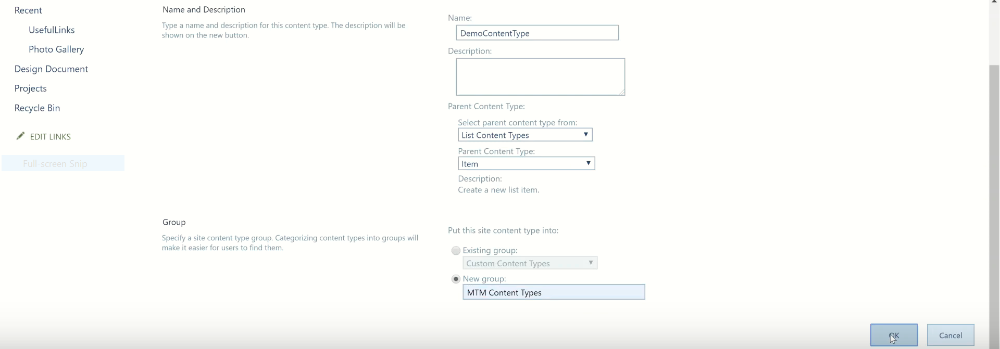 Recent
UsefulLinks
Photo Gallery
Design Document
Projects
Recycle Bin
EDIT LINKS
Full-screen Snip
Name and Description
Type a name and description for this content type. The description will be
shown on the new button.
Name:
DemoContentType
Description:
Parent Content Type:
Select parent content type from:
List Content Types
Parent Content Type:
Item
Description:
Create a new list item.
Group
Specify a site content type group. Categorizing content types into groups will
make it easier for users to find them.
Put this site content type into:
Existing group:
Custom Content Types
New group:
MTM Content Types
OK
Cancel